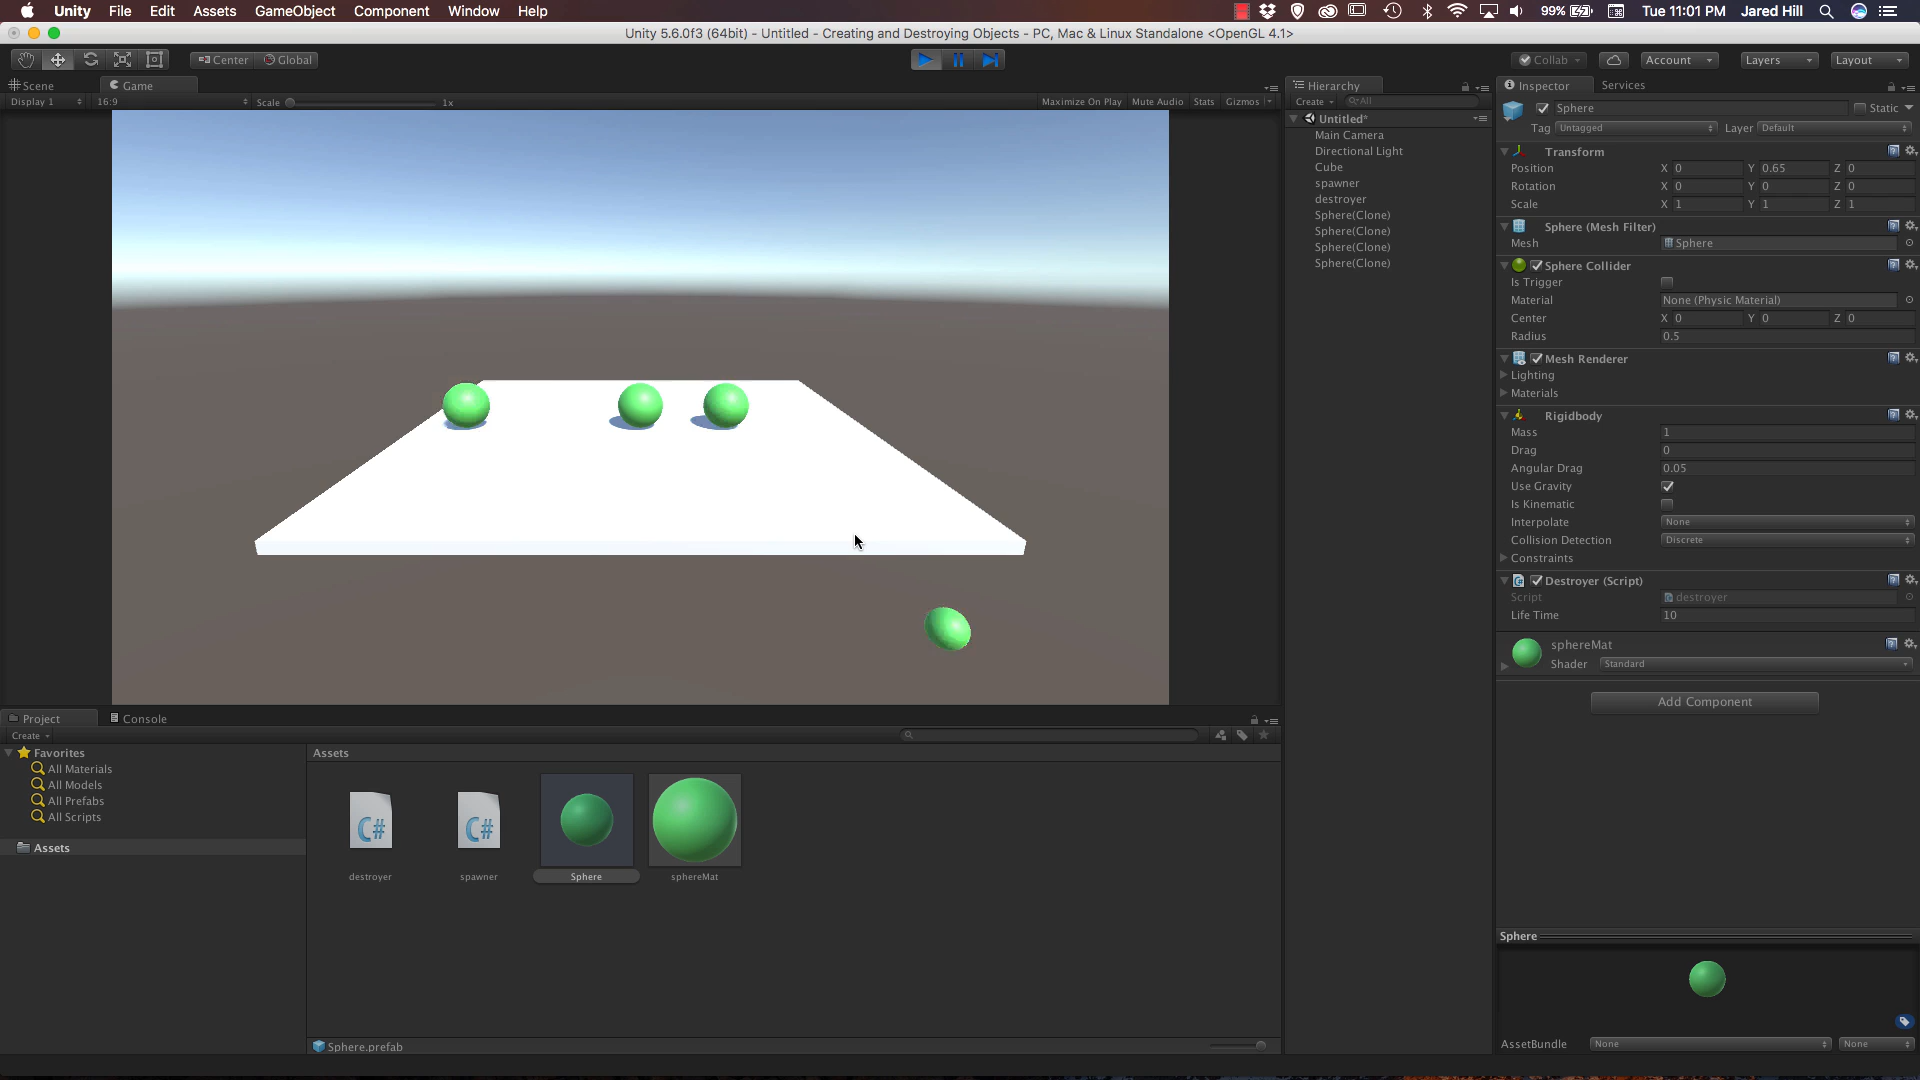 Unity File Edit Assets GameObject Component Window Help 99% Tue 11:01 PM Jared Hill
Unity 5.6.0f3 (64bit) - Untitled - Creating and Destroying Objects - PC, Mac & Linux Standalone <OpenGL 4.1>
Center Global Collab Account Layers Layout
Scene Game
Display 1 16:9 Scale 1x Maximize On Play Mute Audio Stats Gizmos
Hierarchy
Create All
Untitled*
Main Camera
Directional Light
Cube
spawner
destroyer
Sphere(Clone)
Sphere(Clone)
Sphere(Clone)
Sphere(Clone)
Inspector Services
Sphere Static
Tag Untagged Layer Default
Transform
Position X 0 Y 0.65 Z 0
Rotation X 0 Y 0 Z 0
Scale X 1 Y 1 Z 1
Sphere (Mesh Filter)
Mesh Sphere
Sphere Collider
Is Trigger
Material None (Physic Material)
Center X 0 Y 0 Z 0
Radius 0.5
Mesh Renderer
Lighting
Materials
Rigidbody
Mass 1
Drag 0
Angular Drag 0.05
Use Gravity
Is Kinematic
Interpolate None
Collision Detection Discrete
Constraints
Destroyer (Script)
Script destroyer
Life Time 10
sphereMat
Shader Standard
Add Component
Sphere
AssetBundle None None
Project Console
Create
Favorites
All Materials
All Models
All Prefabs
All Scripts
Assets
Assets
C# C#
destroyer spawner Sphere sphereMat
Sphere.prefab